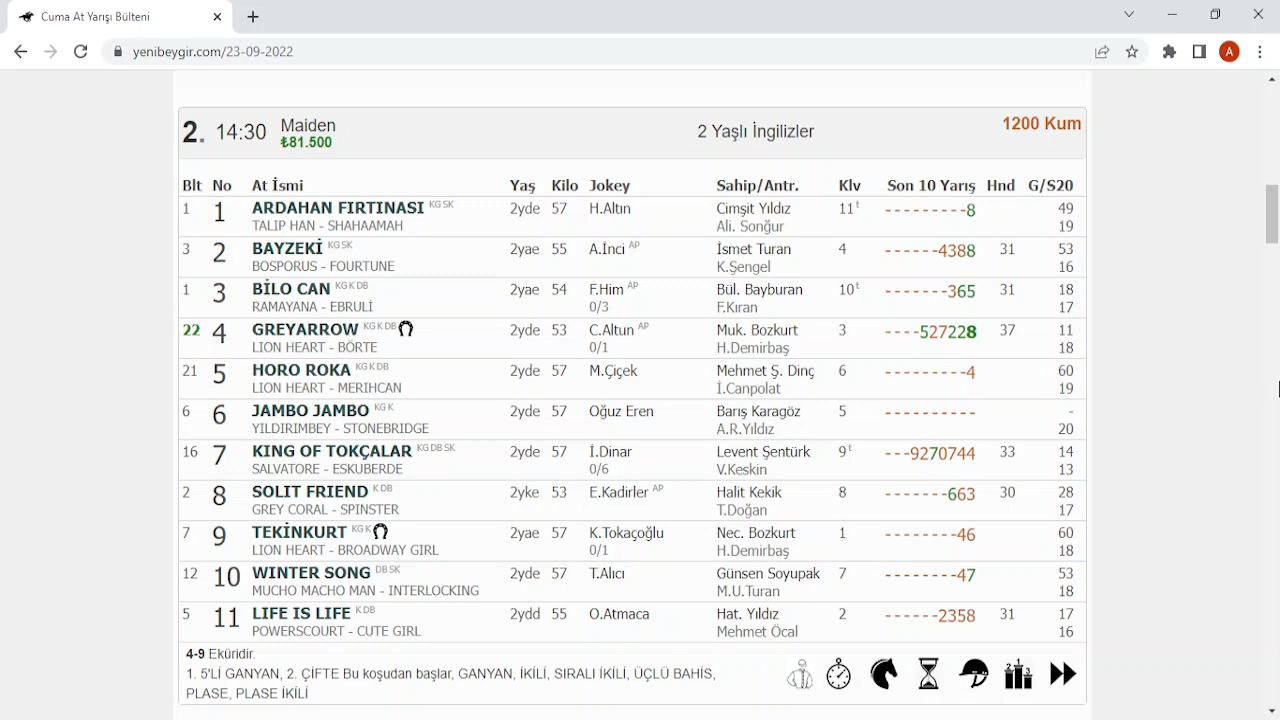 Cuma At Yarışı Bülteni
yenibeygir.com/23-09-2022
A
2. 14:30 Maiden 2 Yaşlı İngilizler 1200 Kum
₺81.500
Blt No At İsmi Yaş Kilo Jokey Sahip/Antr. Klv Son 10 Yarış Hnd G/S20
1 1 ARDAHAN FIRTINASI KG SK 2yde 57 H.Altın Cimşit Yıldız 11 t - - - - - - - - - 8 49
TALIP HAN - SHAHAAMAH Ali. Sonğur 19
3 2 BAYZEKİ KG SK 2yae 55 A.İnci AP İsmet Turan 4 - - - - - - 4388 31 53
BOSPORUS - FOURTUNE K.Şengel 16
1 3 BİLO CAN KG K DB 2yae 54 F.Him AP Bül. Bayburan 10 t - - - - - - - 365 31 18
RAMAYANA - EBRULİ 0/3 F.Kıran 17
22 4 GREYARROW KG K DB 2yde 53 C.Altun AP Muk. Bozkurt 3 - - - - 527228 37 11
LION HEART - BÖRTE 0/1 H.Demirbaş 18
21 5 HORO ROKA KG K DB 2yde 57 M.Çiçek Mehmet Ş. Dinç 6 - - - - - - - - - 4 60
LION HEART - MERIHCAN İ.Canpolat 19
6 6 JAMBO JAMBO KG K 2yde 57 Oğuz Eren Barış Karagöz 5 - - - - - - - - - - -
YILDIRIMBEY - STONEBRIDGE A.R.Yıldız 20
16 7 KING OF TOKÇALAR KG DB SK 2yde 57 İ.Dinar Levent Şentürk 9 t - - - 9270744 33 14
SALVATORE - ESKUBERDE 0/6 V.Keskin 13
2 8 SOLIT FRIEND K DB 2yke 53 E.Kadirler AP Halit Kekik 8 - - - - - - - 663 30 28
GREY CORAL - SPINSTER T.Doğan 17
7 9 TEKİNKURT KG K 2yae 57 K.Tokaçoğlu Nec. Bozkurt 1 - - - - - - - - 46 60
LION HEART - BROADWAY GIRL 0/1 H.Demirbaş 18
12 10 WINTER SONG DB SK 2yde 57 T.Alıcı Günsen Soyupak 7 - - - - - - - - 47 53
MUCHO MACHO MAN - INTERLOCKING M.U.Turan 18
5 11 LIFE IS LIFE K DB 2ydd 55 O.Atmaca Hat. Yıldız 2 - - - - - - 2358 31 17
POWERSCOURT - CUTE GIRL Mehmet Öcal 16
4-9 Eküridir.
1. 5'Lİ GANYAN, 2. ÇİFTE Bu koşudan başlar, GANYAN, İKİLİ, SIRALI İKİLİ, ÜÇLÜ BAHİS,
PLASE, PLASE İKİLİ